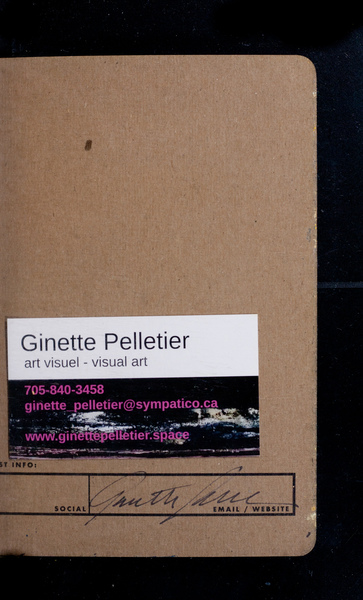 Ginette Pelletier
art visuel - visual art
705-840-3458
ginette_pelletier@sympatico.ca
www.ginettepelletier.space
ST INFO:
SOCIAL
EMAIL / WEBSITE